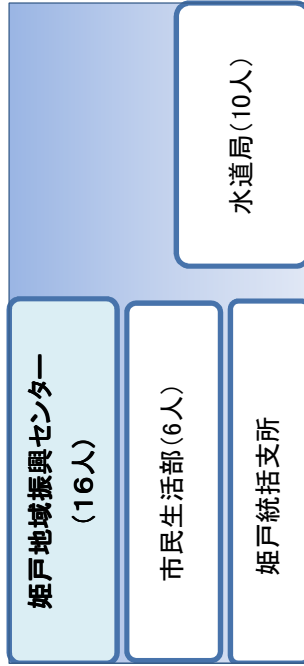 姫戸地域振興センター
(16人)
市民生活部(6人)
姫戸統括支所
水道局(10人)